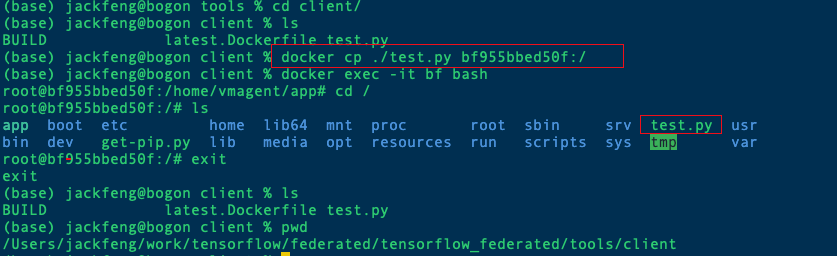 (base) jackfeng@bogon tools % cd client/
(base) jackfeng@bogon client % ls
BUILD latest.Dockerfile test.py
(base) jackfeng@bogon client % docker cp ./test.py bf955bbed50f:/
(base) jackfeng@bogon client % docker exec -it bf bash
root@bf955bbed50f:/home/vmagent/app# cd /
root@bf955bbed50f:/# ls
app boot etc home lib64 mnt proc root sbin srv test.py usr
bin dev get-pip.py lib media opt resources run scripts sys tmp var
root@bf955bbed50f:/# exit
exit
(base) jackfeng@bogon client % ls
BUILD latest.Dockerfile test.py
(base) jackfeng@bogon client % pwd
/Users/jackfeng/work/tensorflow/federated/tensorflow_federated/tools/client